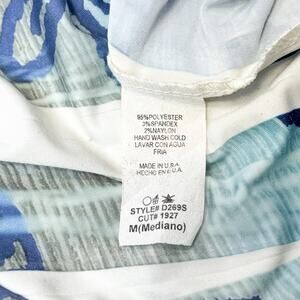 95%POLYESTER
3%SPANDEX
2%NAYLON
HAND WASH COLD
LAVAR CON AGUA
FRIA
MADE IN U.S.A
HECHO EN E.U.A.
STYLE# D269S
CUT# 1927
M(Mediano)